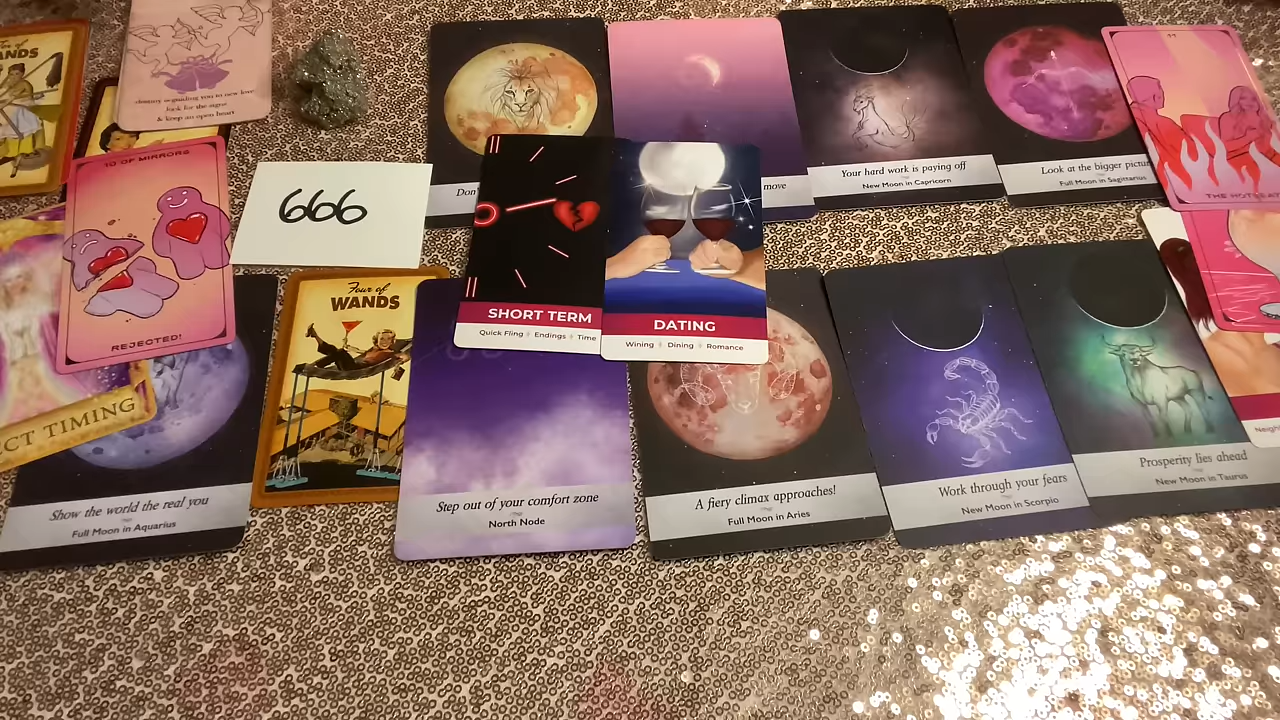 WANDS
destiny is guiding you to new love,
look for the signs
& keep an open heart
10 OF MIRRORS
REJECTED!
666
Don'
move
Your hard work is paying off
New Moon in Capricorn
Look at the bigger pictur
Full Moon in Sagittarius
SHORT TERM
Quick Fling Endings Time
DATING
Wining Dining Romance
Four of
WANDS
CT TIMING
Show the world the real you
Full Moon in Aquarius
Step out of your comfort zone
North Node
A fiery climax approaches!
Full Moon in Aries
Work through your fears
New Moon in Scorpio
Prosperity lies ahead
New Moon in Taurus